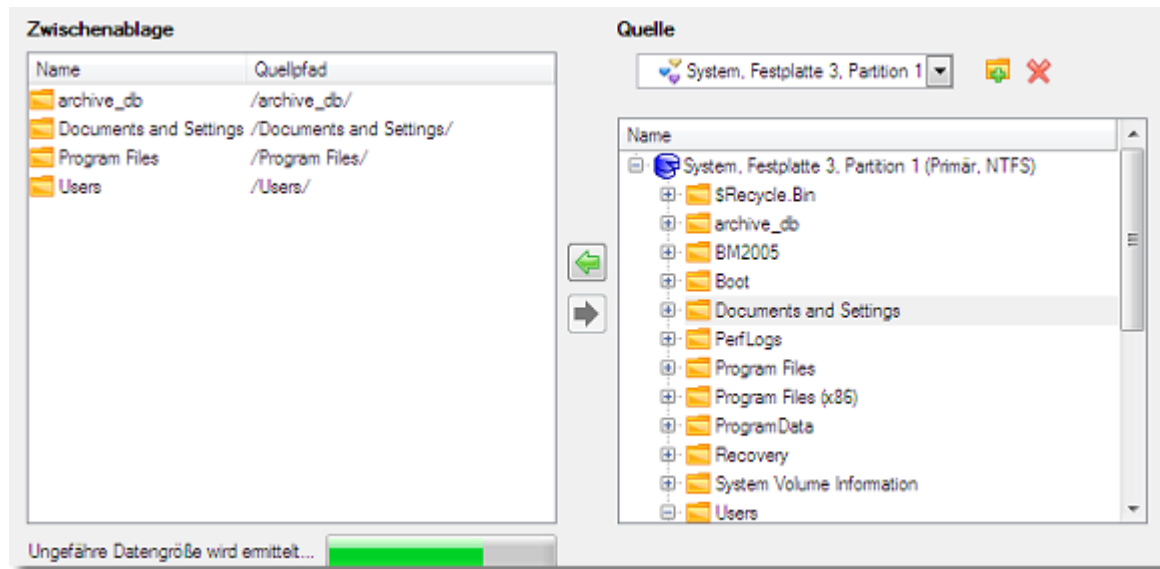 Zwischenablage
Name Quellpfad
archive_db /archive_db/
Documents and Settings /Documents and Settings/
Program Files /Program Files/
Users /Users/
Ungefähre Datengröße wird ermittelt...
Quelle
System, Festplatte 3, Partition 1
Name
System, Festplatte 3, Partition 1 (Primär, NTFS)
$Recycle.Bin
archive_db
BM2005
Boot
Documents and Settings
PerfLogs
Program Files
Program Files (x86)
ProgramData
Recovery
System Volume Information
Users